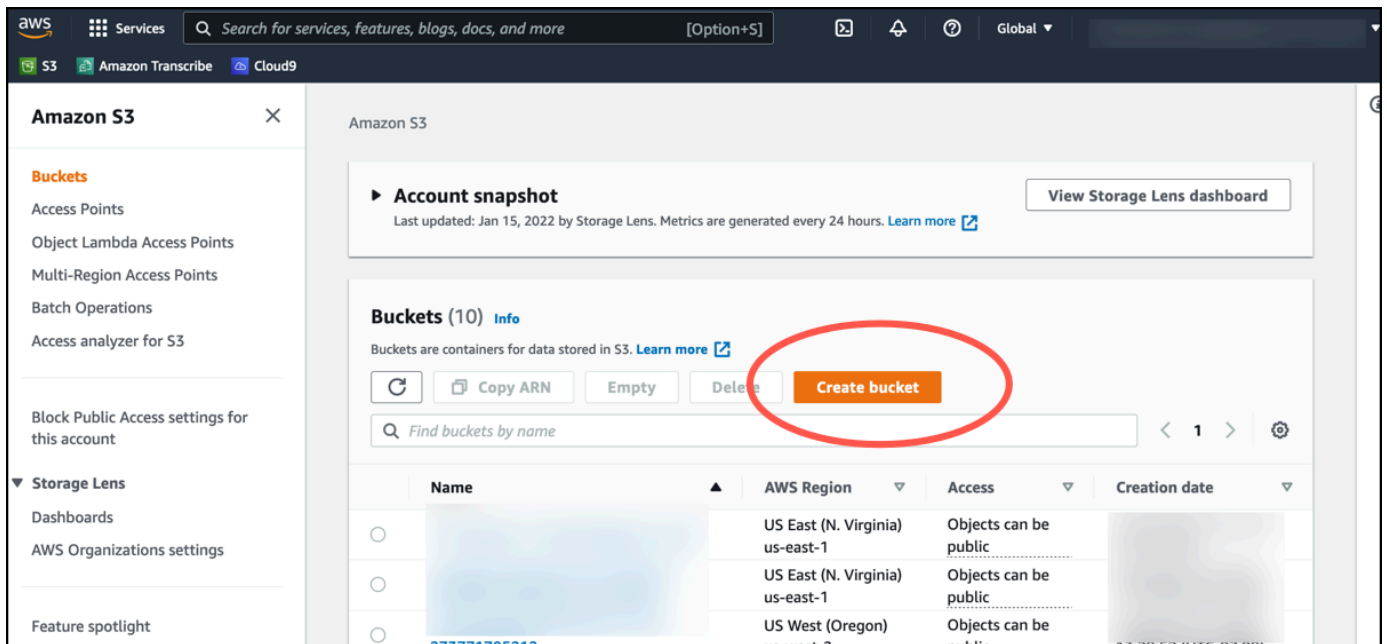 aws
Services
Search for services, features, blogs, docs, and more
[Option+S]
Global
S3
Amazon Transcribe
Cloud9
Amazon S3
Buckets
Access Points
Object Lambda Access Points
Multi-Region Access Points
Batch Operations
Access analyzer for S3
Block Public Access settings for
this account
Storage Lens
Dashboards
AWS Organizations settings
Feature spotlight
Amazon S3
Account snapshot
Last updated: Jan 15, 2022 by Storage Lens. Metrics are generated every 24 hours. Learn more
View Storage Lens dashboard
Buckets (10) Info
Buckets are containers for data stored in S3. Learn more
Copy ARN
Empty
Delete
Create bucket
Find buckets by name
1
Name
AWS Region
Access
Creation date
US East (N. Virginia)
us-east-1
Objects can be
public
US East (N. Virginia)
us-east-1
Objects can be
public
US West (Oregon)
Objects can be